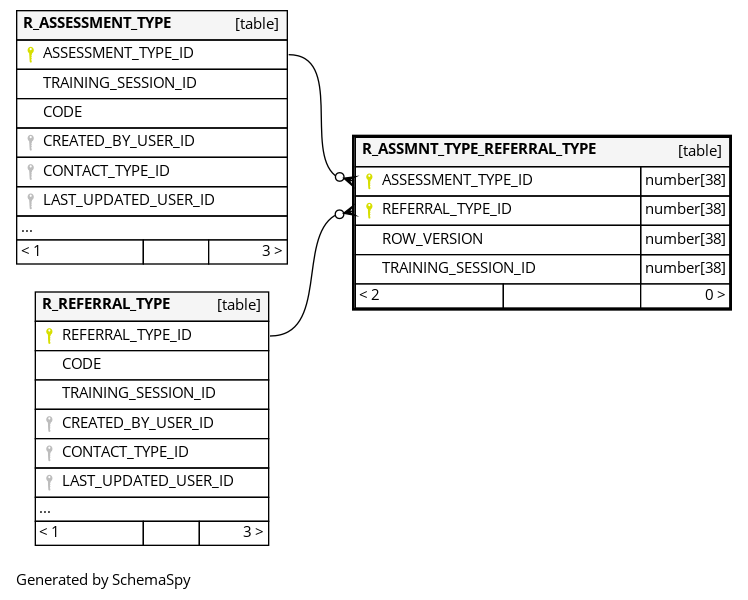 R_ASSESSMENT_TYPE [table]
ASSESSMENT_TYPE_ID
TRAINING_SESSION_ID
CODE
CREATED_BY_USER_ID
CONTACT_TYPE_ID
LAST_UPDATED_USER_ID
...
< 1 3 >
R_ASSMNT_TYPE_REFERRAL_TYPE [table]
ASSESSMENT_TYPE_ID number[38]
REFERRAL_TYPE_ID number[38]
ROW_VERSION number[38]
TRAINING_SESSION_ID number[38]
< 2 0 >
R_REFERRAL_TYPE [table]
REFERRAL_TYPE_ID
CODE
TRAINING_SESSION_ID
CREATED_BY_USER_ID
CONTACT_TYPE_ID
LAST_UPDATED_USER_ID
...
< 1 3 >
Generated by SchemaSpy